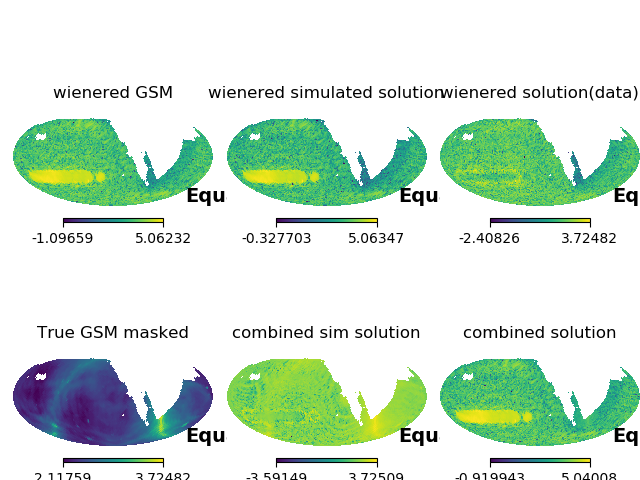 wienered GSM
wienered simulated solution
wienered solution(data)
Equ
Equ
Eq
-1.09659 5.06232
-0.327703 5.06347
-2.40826 3.72482
True GSM masked
combined sim solution
combined solution
Equ
Equ
Eq
2.11759 3.72482
-3.59149 3.72509
-0.919943 5.04008